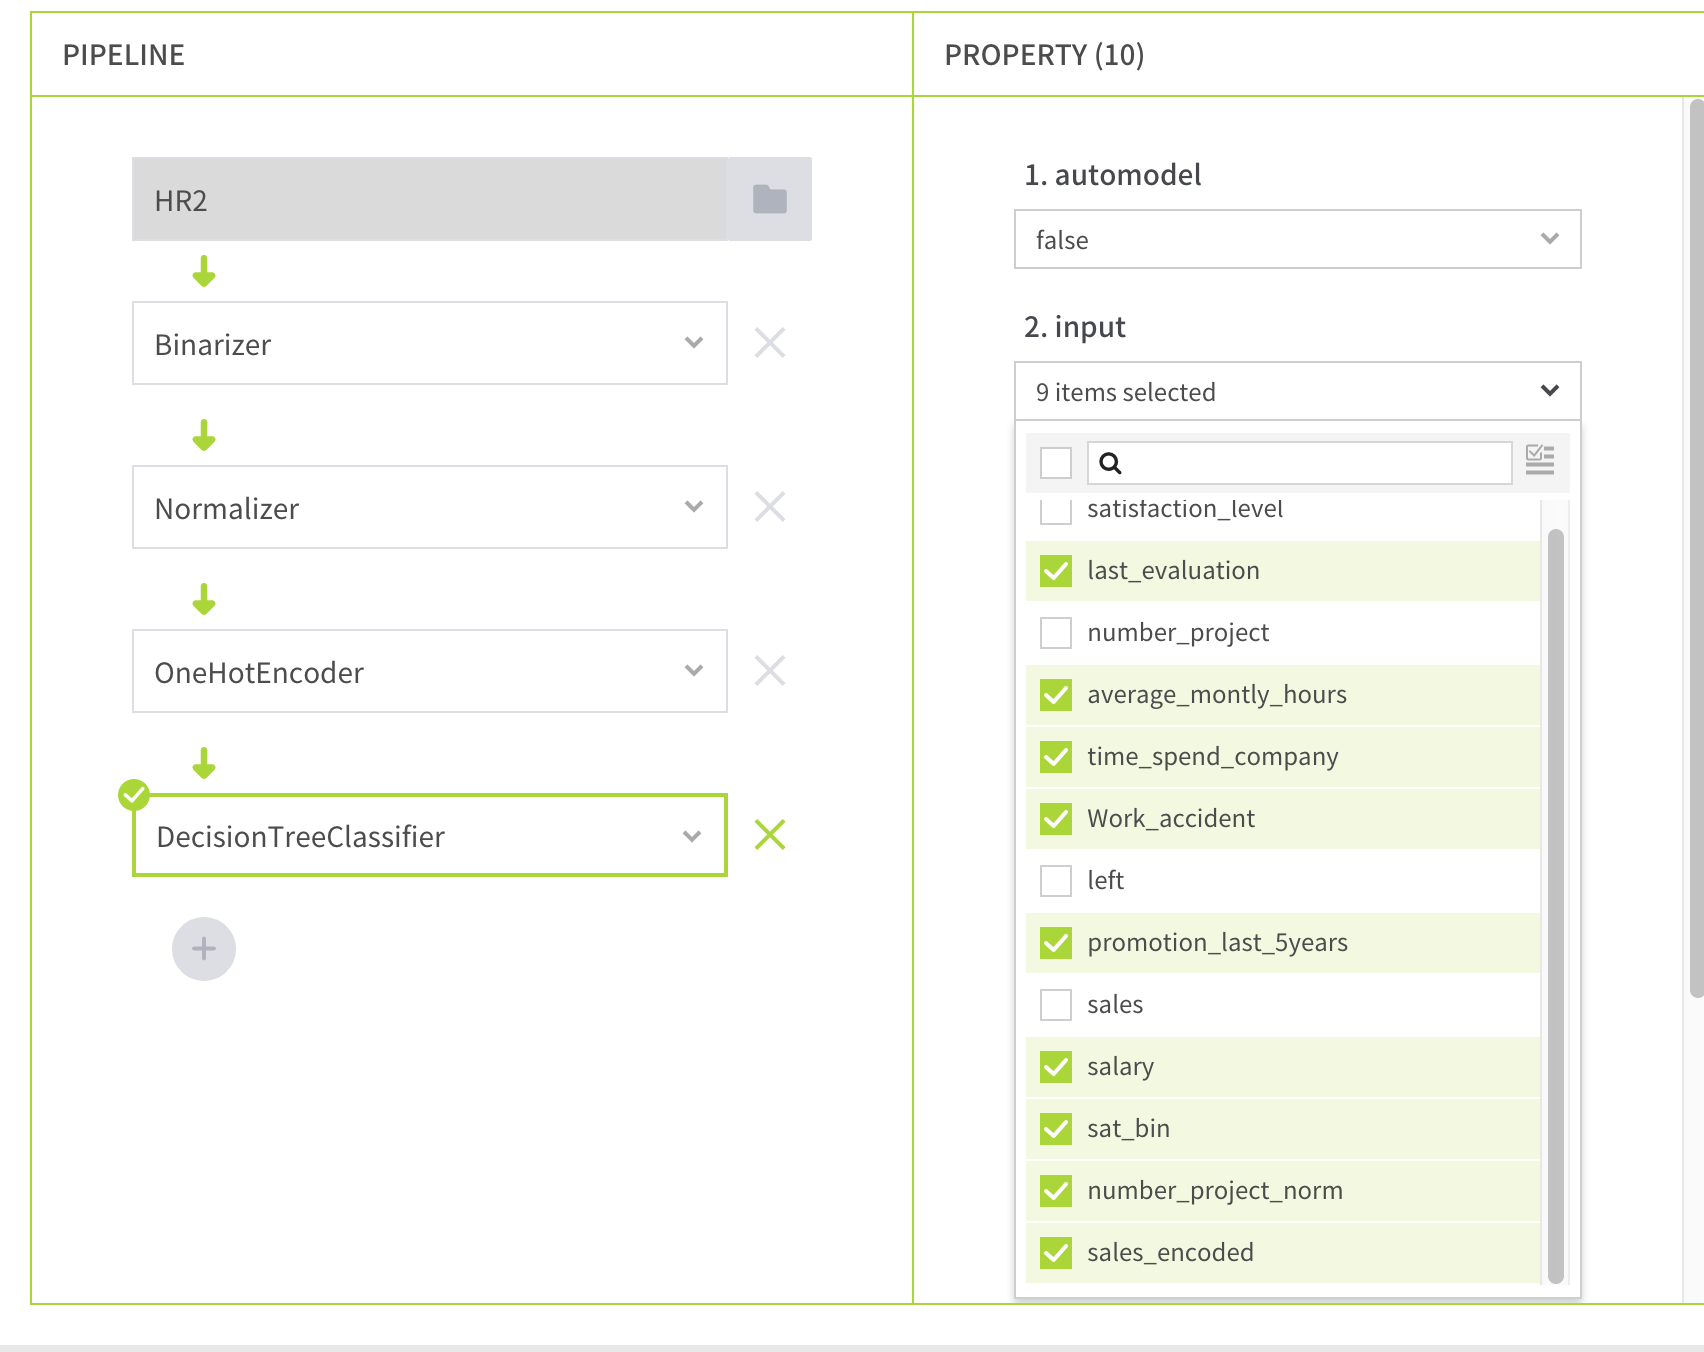 PIPELINE
HR2
Binarizer
Normalizer
OneHotEncoder
DecisionTreeClassifier
PROPERTY (10)
1. automodel
false
2. input
9 items selected
satisfaction_level
last_evaluation
number_project
average_montly_hours
time_spend_company
Work_accident
left
promotion_last_5years
sales
salary
sat_bin
number_project_norm
sales_encoded